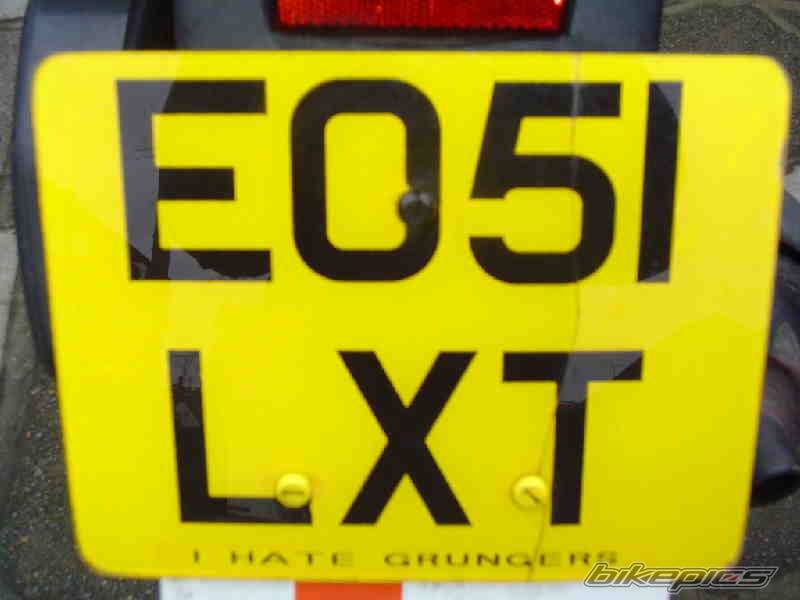 EO51
LXT
I HATE GRUNGERS
bikepics